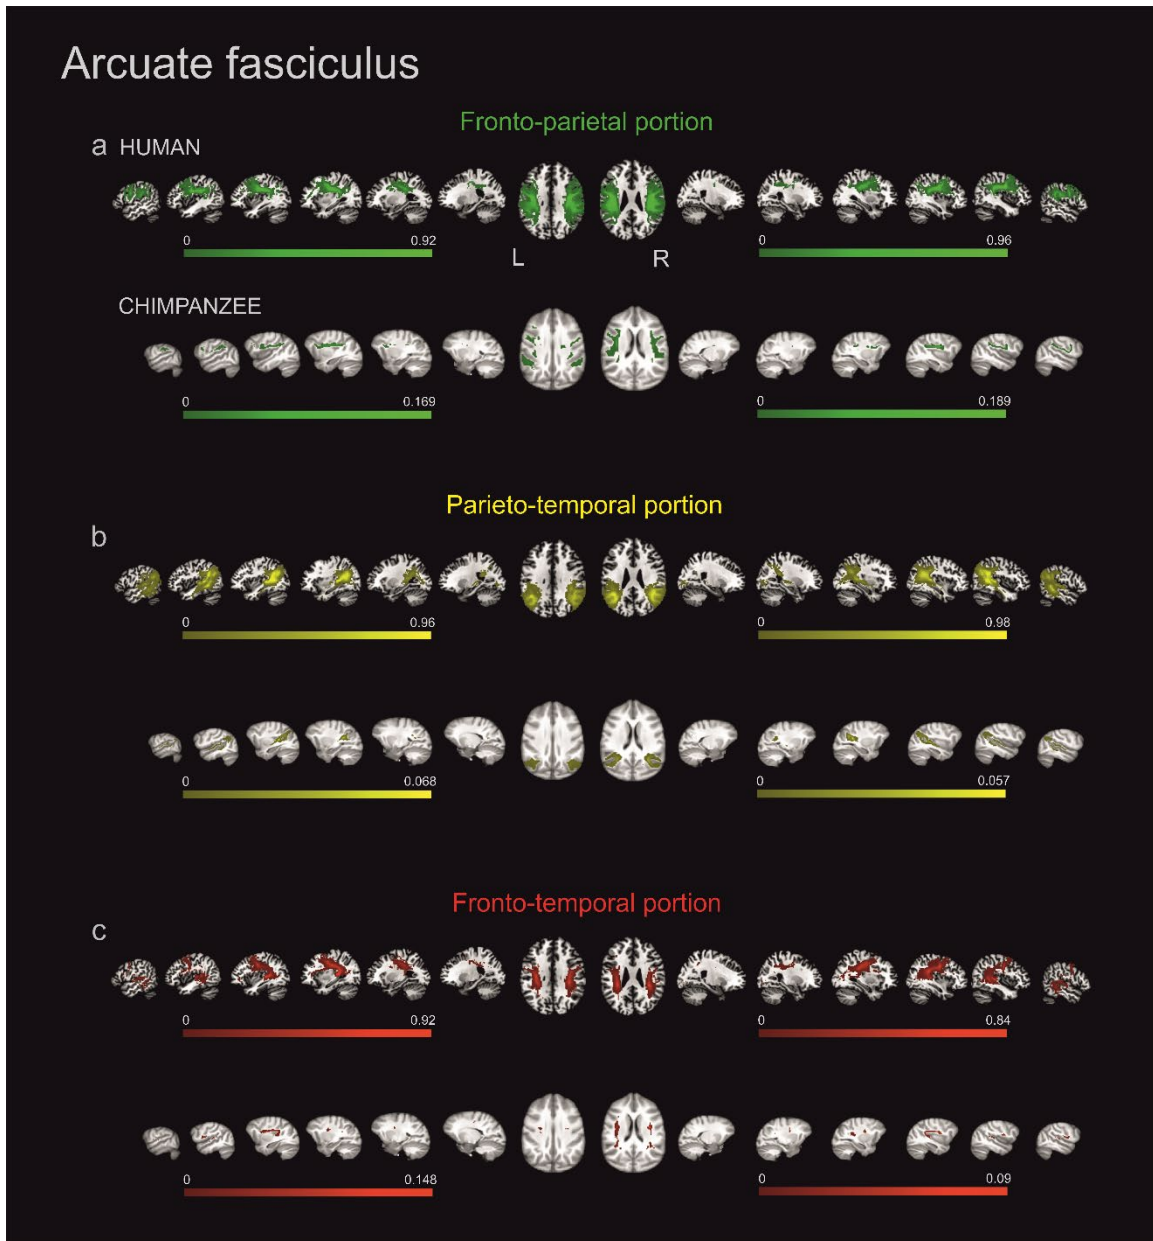 Arcuate fasciculus
Fronto-parietal portion
a HUMAN
0 0.92 0 0.96
L R
CHIMPANZEE
0 0.169 0 0.189
Parieto-temporal portion
b
0 0.96 0 0.98
0 0.068 0 0.057
Fronto-temporal portion
c
0 0.92 0 0.84
0 0.148 0 0.09